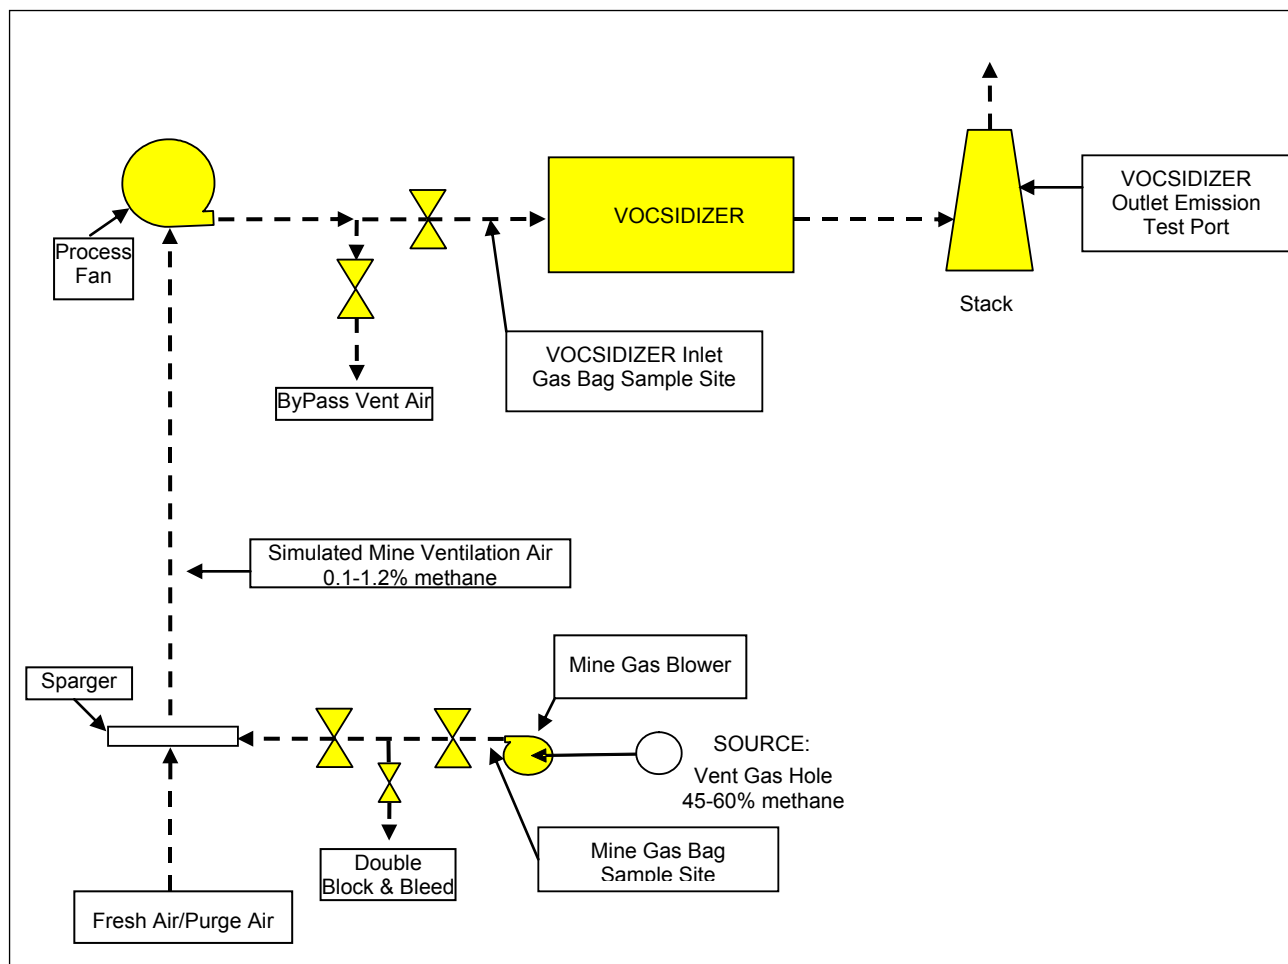 VOCSIDIZER
Outlet Emission
Test Port
VOCSIDIZER
Process
Fan
Stack
VOCSIDIZER Inlet
Gas Bag Sample Site
ByPass Vent Air
Simulated Mine Ventilation Air
0.1-1.2% methane
Mine Gas Blower
Sparger
SOURCE:
Vent Gas Hole
45-60% methane
Mine Gas Bag
Sample Site
Double
Block & Bleed
Fresh Air/Purge Air